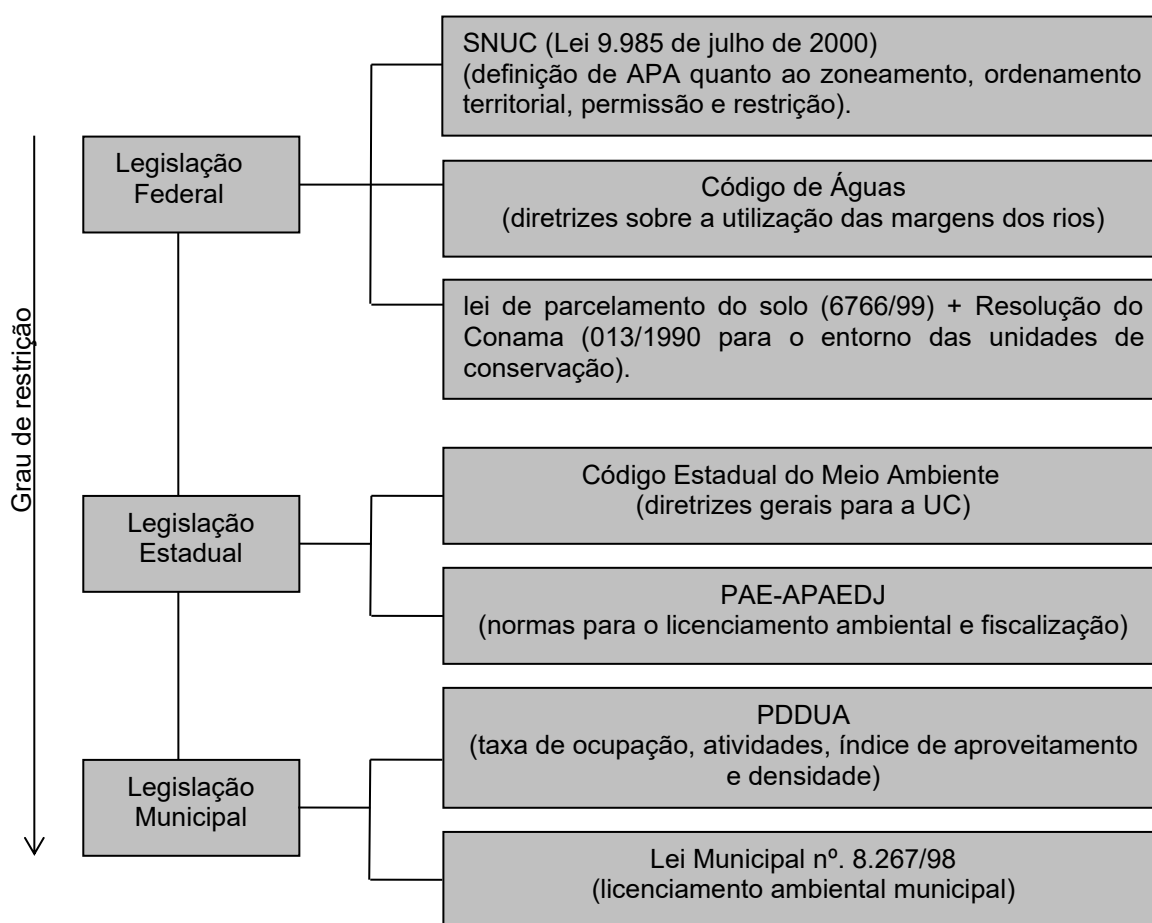 SNUC (Lei 9.985 de julho de 2000)
(definição de APA quanto ao zoneamento, ordenamento
territorial, permissão e restrição).
Legislação
Federal
Código de Águas
(diretrizes sobre a utilização das margens dos rios)
lei de parcelamento do solo (6766/99) + Resolução do
Conama (013/1990 para o entorno das unidades de
conservação).
Grau de restrição
Código Estadual do Meio Ambiente
(diretrizes gerais para a UC)
Legislação
Estadual
PAE-APAEDJ
(normas para o licenciamento ambiental e fiscalização)
PDDUA
(taxa de ocupação, atividades, índice de aproveitamento
e densidade)
Legislação
Municipal
Lei Municipal nº. 8.267/98
(licenciamento ambiental municipal)